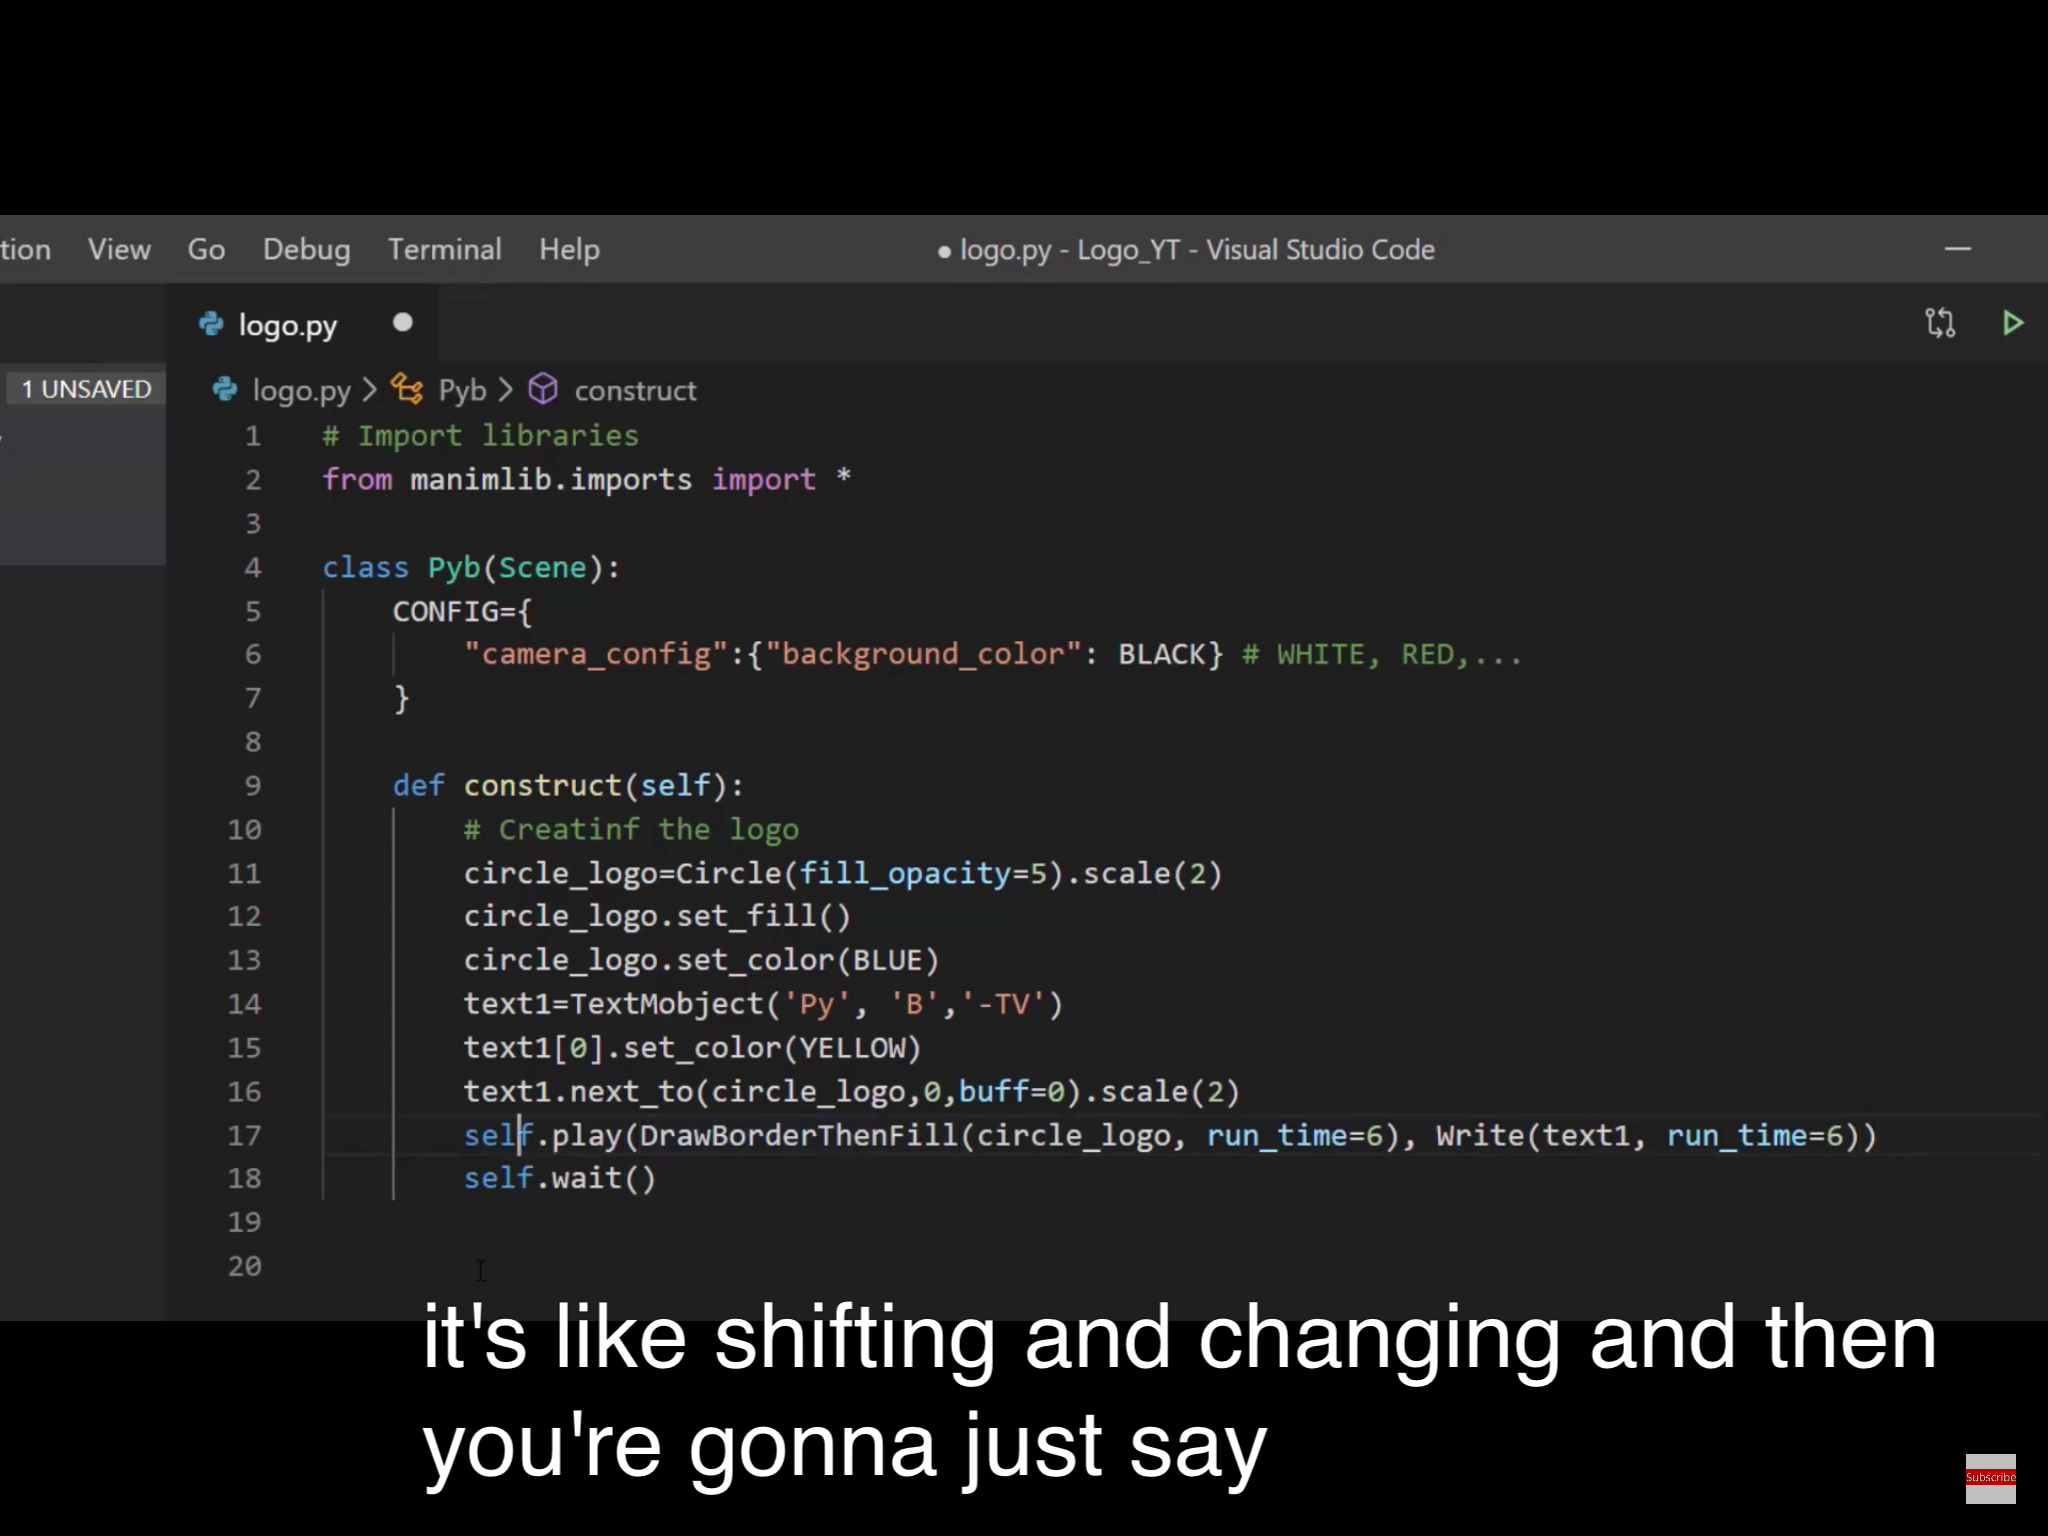 tion View Go Debug Terminal Help ● logo.py - Logo_YT - Visual Studio Code
logo.py
1 UNSAVED
logo.py > Pyb > construct
1 # Import libraries
2 from manimlib.imports import *
3
4 class Pyb(Scene):
5 CONFIG={
6 "camera_config":{"background_color": BLACK} # WHITE, RED,...
7 }
8
9 def construct(self):
10 # Creatinf the logo
11 circle_logo=Circle(fill_opacity=5).scale(2)
12 circle_logo.set_fill()
13 circle_logo.set_color(BLUE)
14 text1=TextMobject('Py', 'B','-TV')
15 text1[0].set_color(YELLOW)
16 text1.next_to(circle_logo,0,buff=0).scale(2)
17 self.play(DrawBorderThenFill(circle_logo, run_time=6), Write(text1, run_time=6))
18 self.wait()
19
20
it's like shifting and changing and then
you're gonna just say
Subscribe